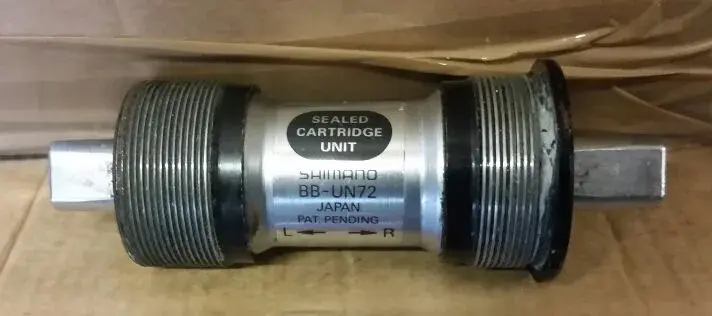 SEALED
CARTRIDGE
UNIT
SHIMANO
BB-UN72
JAPAN
PAT. PENDING
L ←→ R